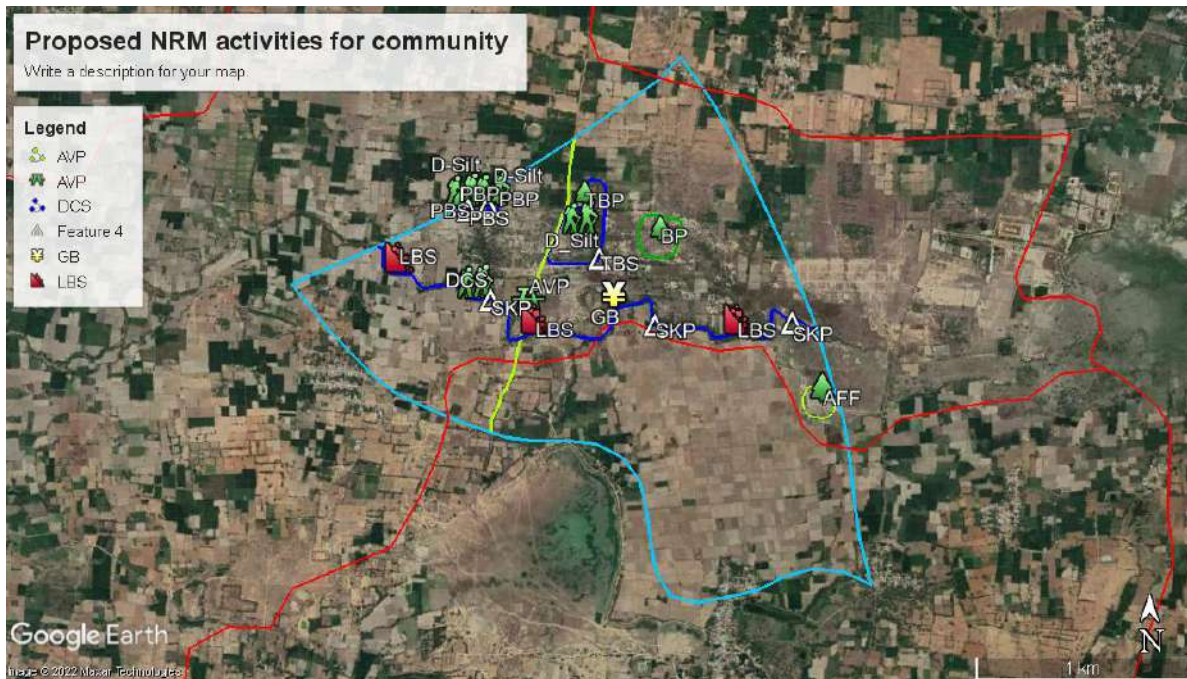 Proposed NRM activities for community
Write a description for your map.
Legend
AVP
AVP
DCS
Feature 4
GB
LBS
D-Silt
D-Silt
PBP
PBP
PBS
PBS
TBP
D_Silt
BP
TBS
LBS
DCS
SKP
AVP
LBS
GB
SKP
LBS
SKP
AFF
Google Earth
Image © 2022 Maxar Technologies
N
1 km